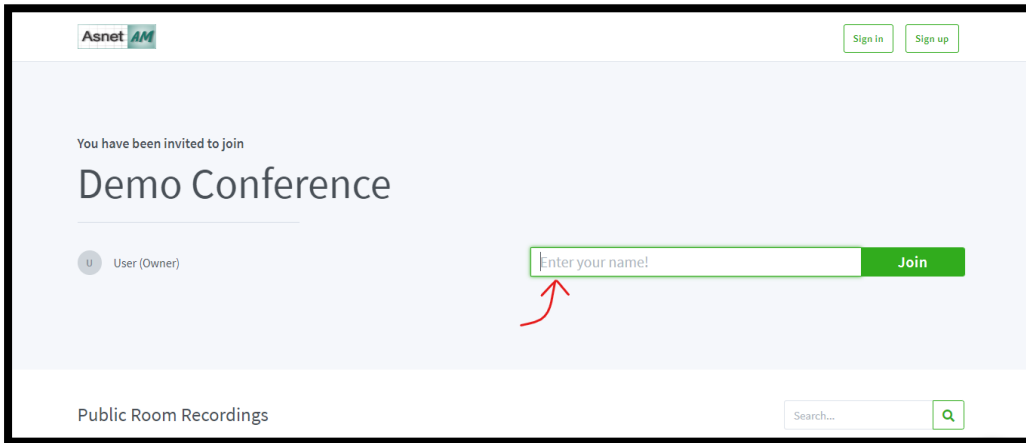 Asnet AM
Sign in
Sign up
You have been invited to join
Demo Conference
U
User (Owner)
Enter your name!
Join
Public Room Recordings
Search...